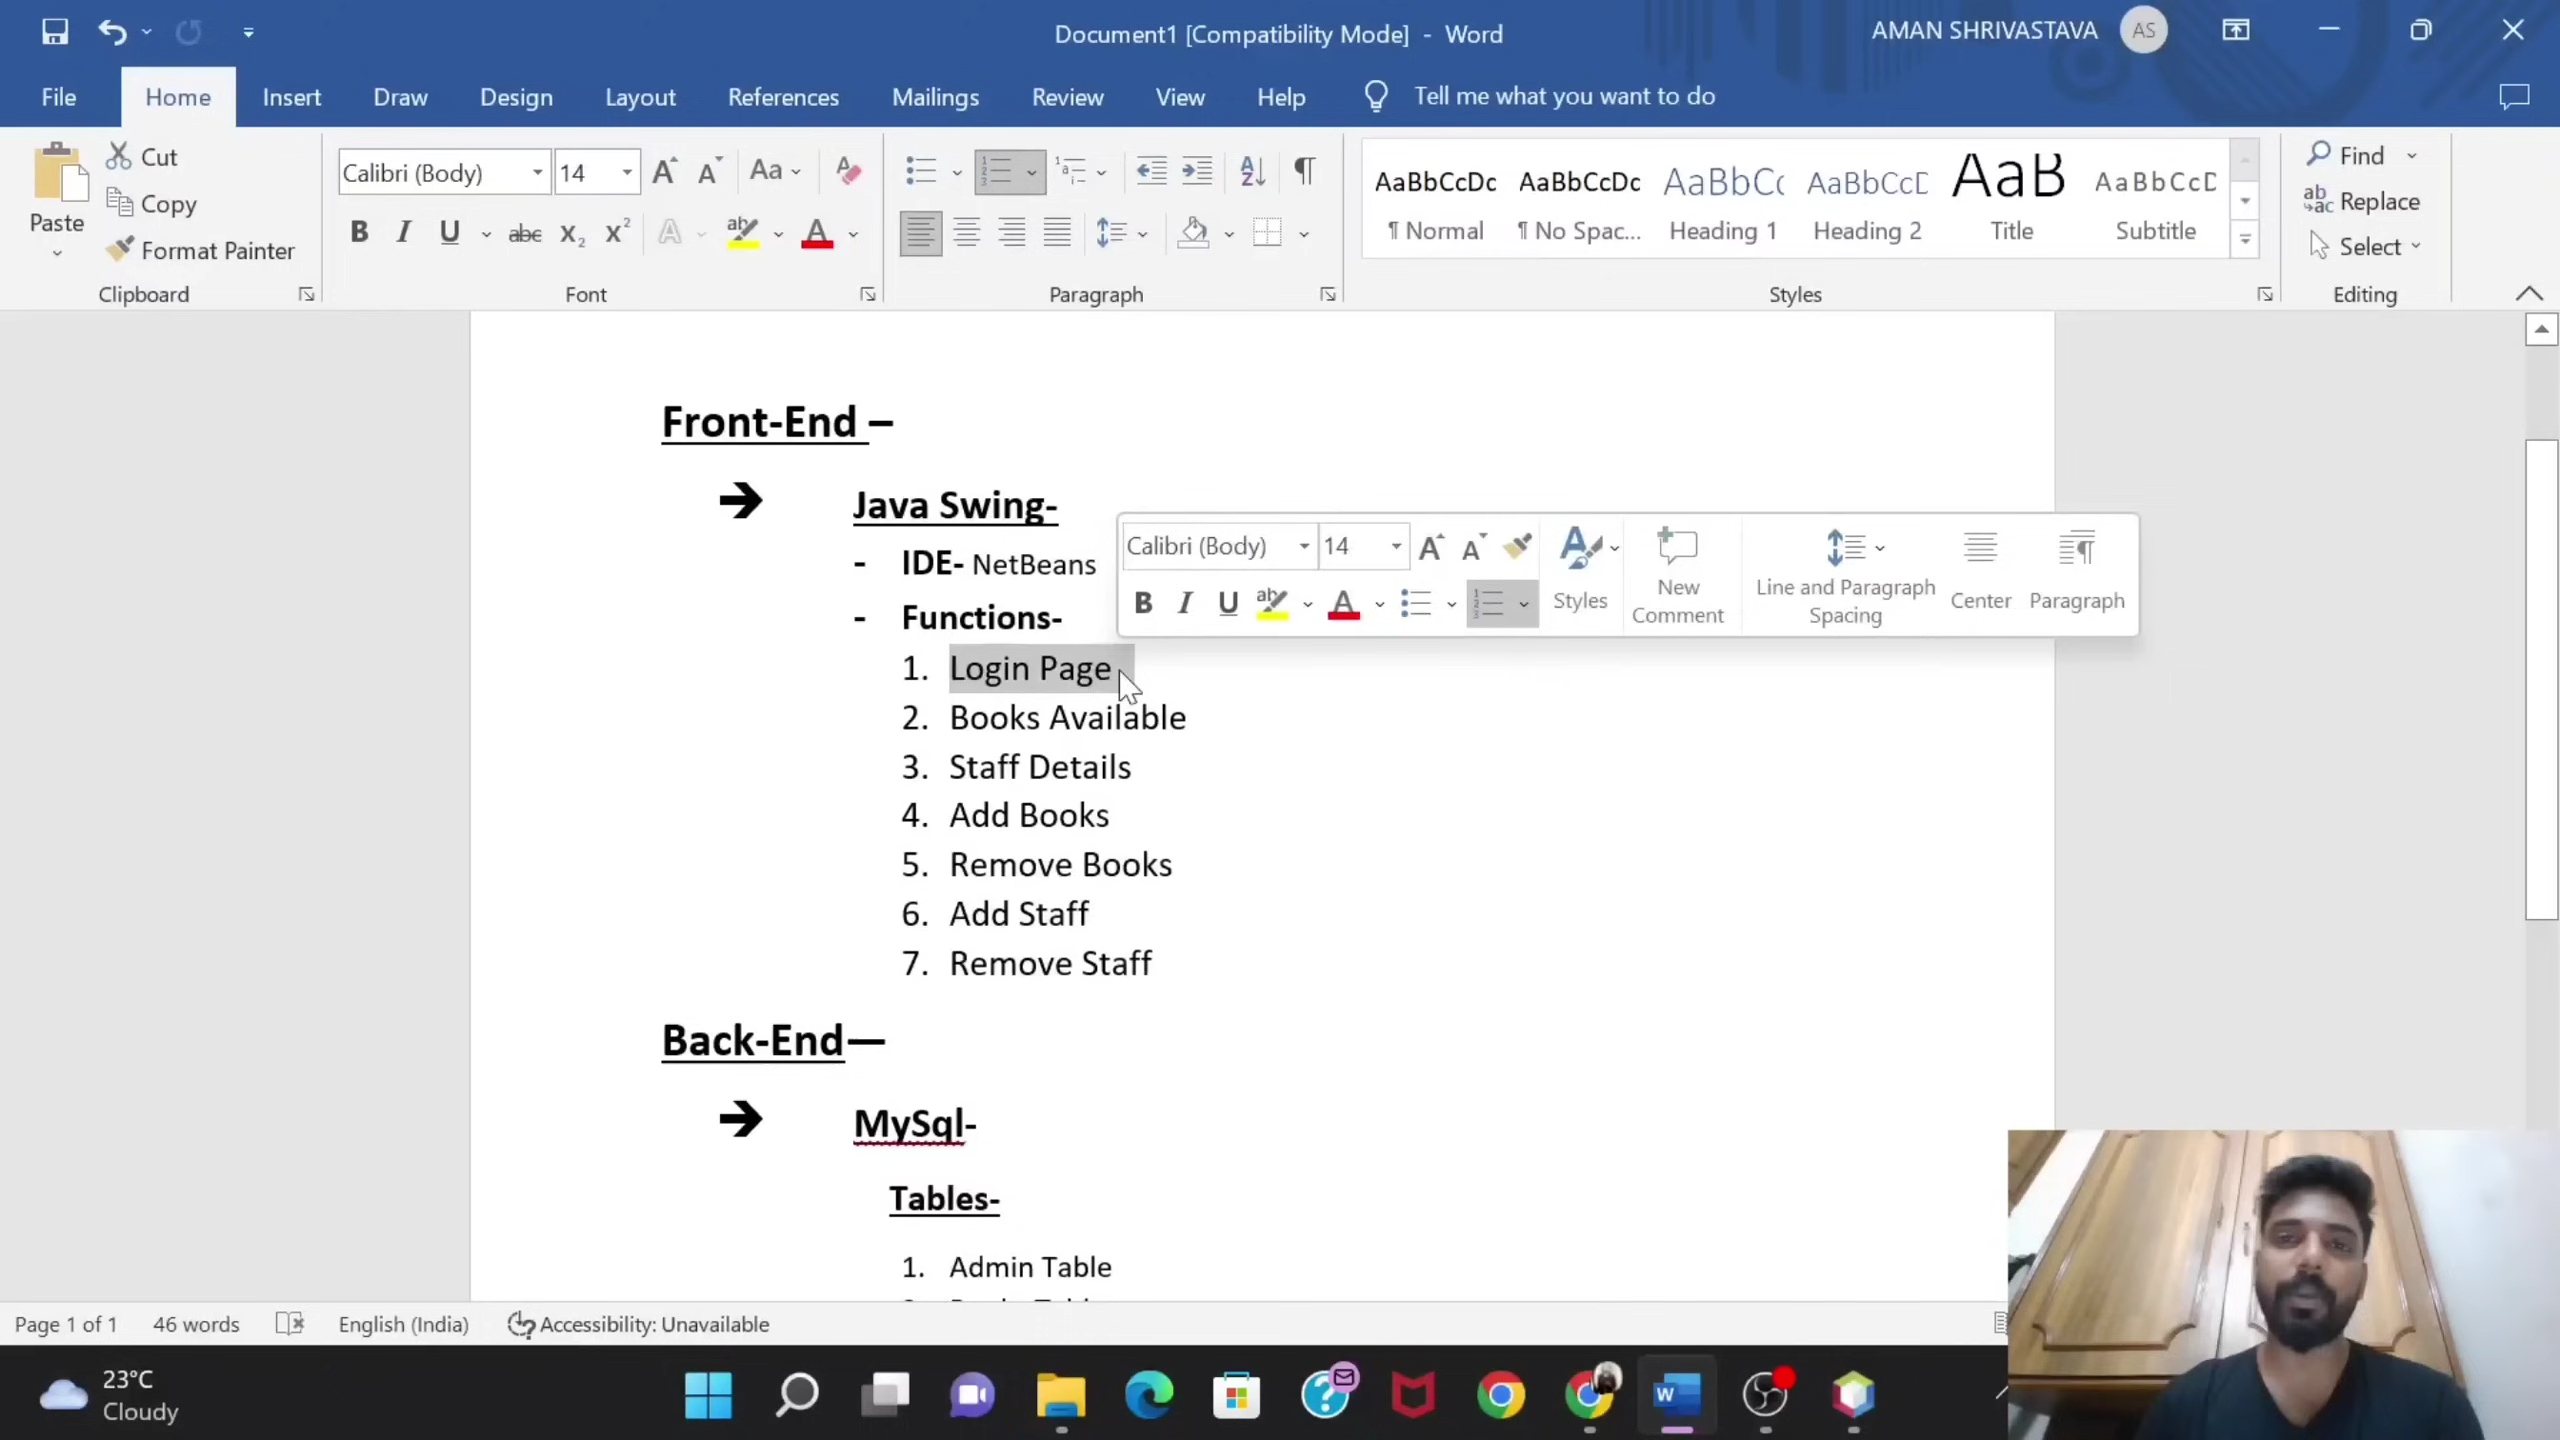 Document1 [Compatibility Mode] - Word
AMAN SHRIVASTAVA AS
File Home Insert Draw Design Layout References Mailings Review View Help Tell me what you want to do
Paste
Cut
Copy
Format Painter
Clipboard
Calibri (Body) 14
Font
Paragraph
AaBbCcDc AaBbCcDc AaBbCc AaBbCcD AaB AaBbCcD
¶ Normal ¶ No Spac... Heading 1 Heading 2 Title Subtitle
Styles
Find
Replace
Select
Editing
Front-End –
➔ Java Swing-
- IDE- NetBeans
- Functions-
1. Login Page
2. Books Available
3. Staff Details
4. Add Books
5. Remove Books
6. Add Staff
7. Remove Staff
Calibri (Body) 14
Styles
New Comment
Line and Paragraph Spacing
Center
Paragraph
Back-End—
➔ MySql-
Tables-
1. Admin Table
Page 1 of 1 46 words English (India) Accessibility: Unavailable
23°C
Cloudy